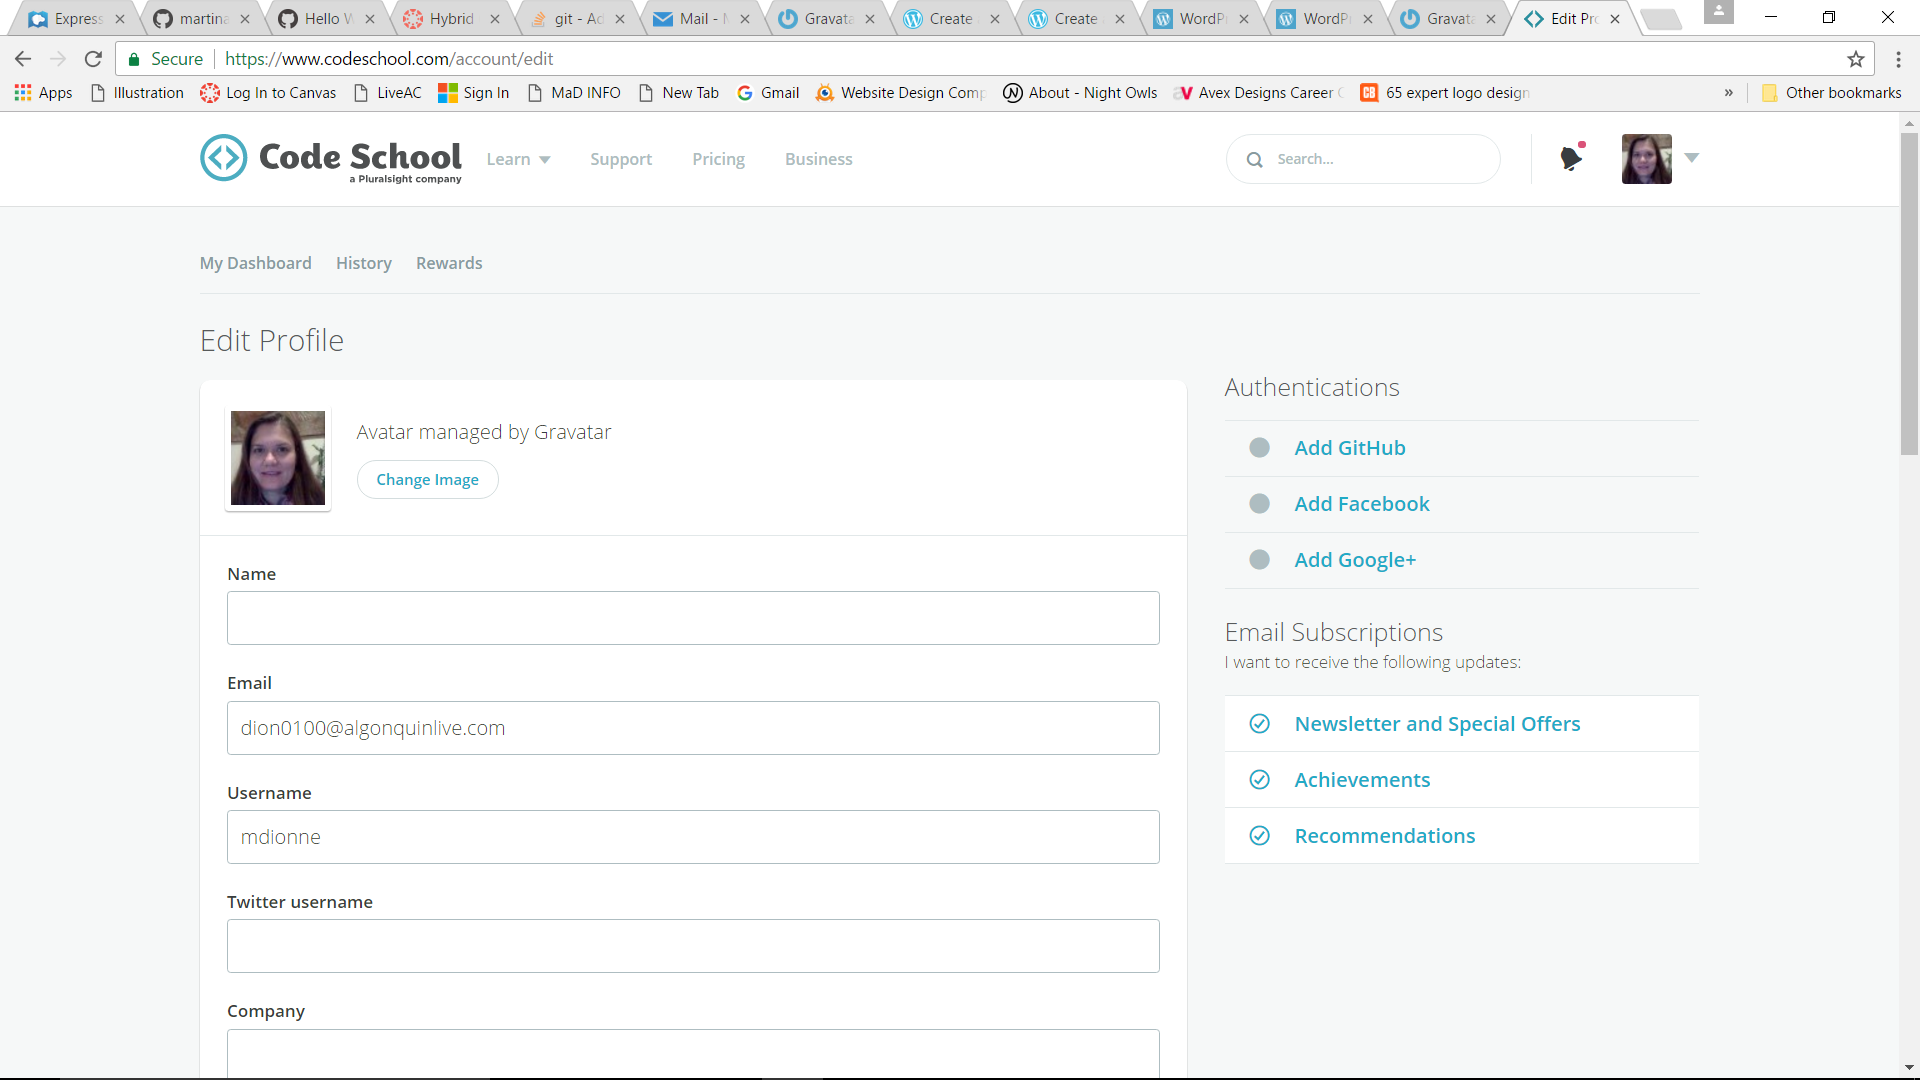 Express
martina
Hello W
Hybrid
git - Ad
Mail - M
Gravata
Create
Create
WordPr
WordPr
Gravata
Edit Pro
Secure
https://www.codeschool.com/account/edit
Apps
Illustration
Log In to Canvas
LiveAC
Sign In
MaD INFO
New Tab
Gmail
Website Design Comp
About - Night Owls
Avex Designs Career
65 expert logo design
»
Other bookmarks
Code School
a Pluralsight company
Learn
Support
Pricing
Business
Search...
My Dashboard
History
Rewards
Edit Profile
Avatar managed by Gravatar
Change Image
Name
Email
dion0100@algonquinlive.com
Username
mdionne
Twitter username
Company
Authentications
Add GitHub
Add Facebook
Add Google+
Email Subscriptions
I want to receive the following updates:
Newsletter and Special Offers
Achievements
Recommendations